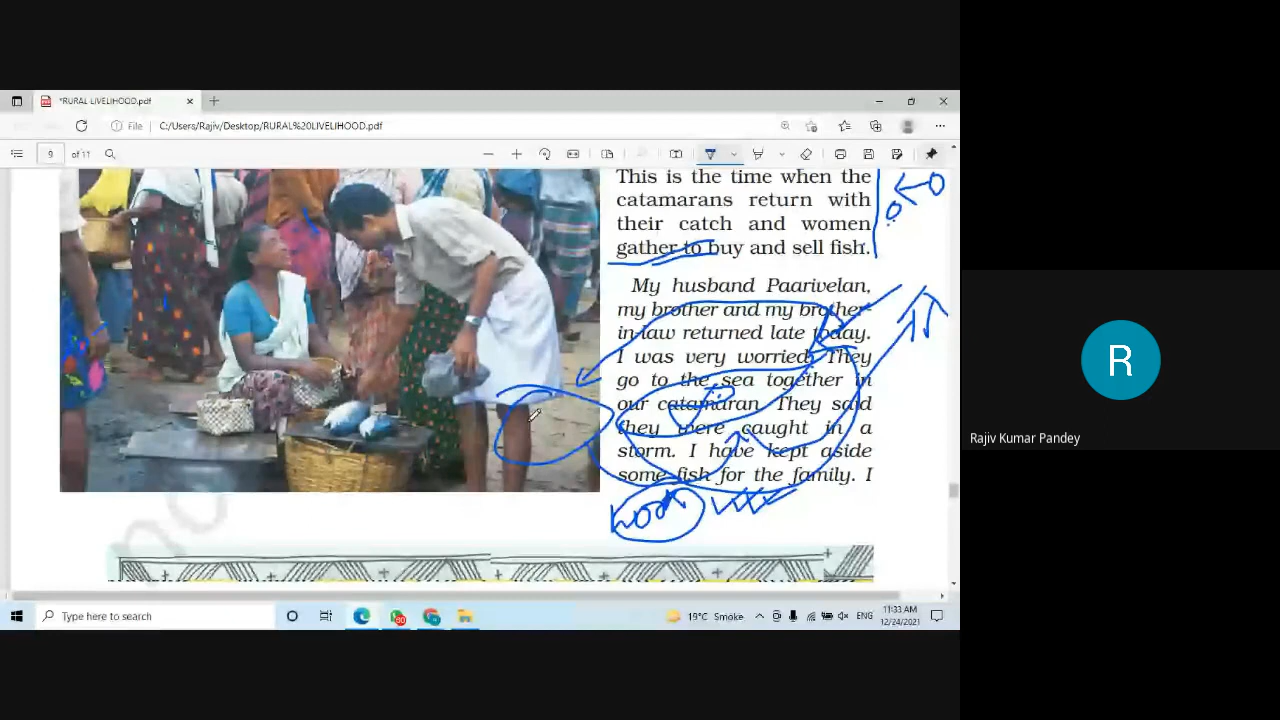 *RURAL LIVELIHOOD.pdf
File
C:/Users/Rajiv/Desktop/RURAL%20LIVELIHOOD.pdf
9 of 11
This is the time when the
catamarans return with
their catch and women
gather to buy and sell fish.
My husband Paarivelan,
my brother and my brother-
in-law returned late today.
I was very worried. They
go to the sea together in
our catamaran. They said
they were caught in a
storm. I have kept aside
some fish for the family. I
R
Rajiv Kumar Pandey
Type here to search
90
19°C Smoke
ENG
11:33 AM
12/24/2021